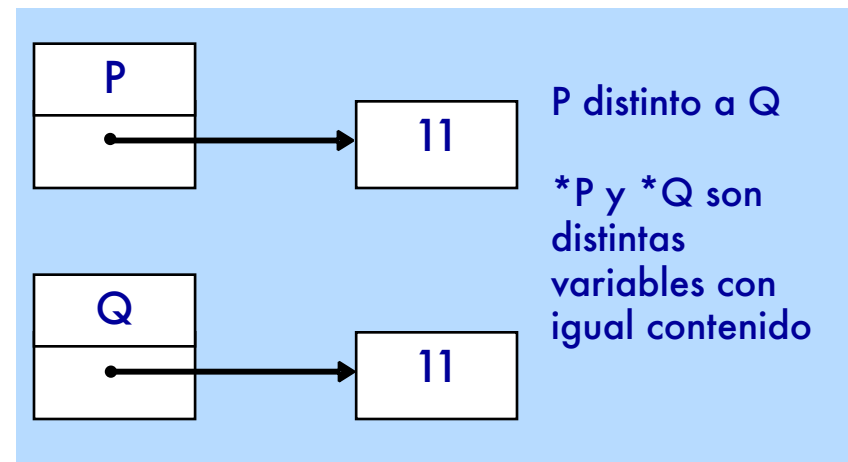 P
11
P distinto a Q
*P y *Q son
distintas
variables con
igual contenido
Q
11